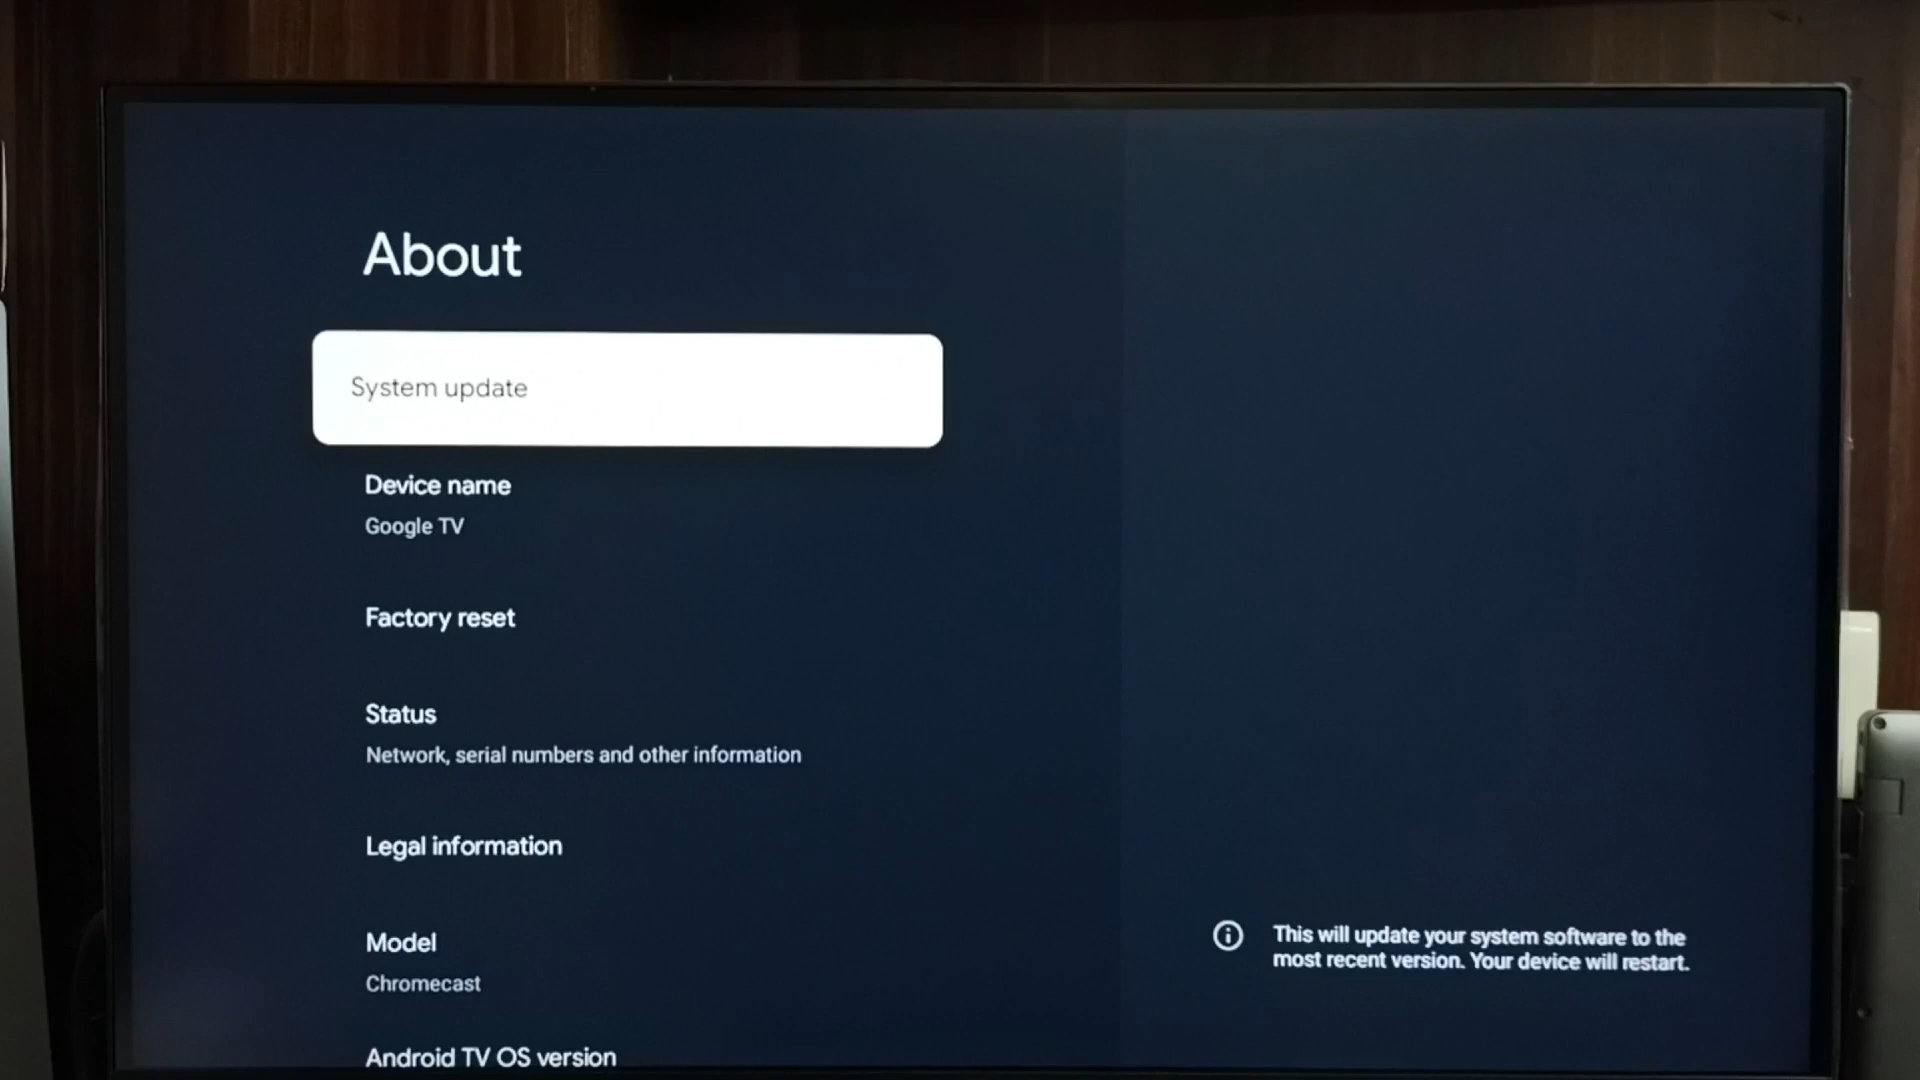 About
System update
Device name
Google TV
Factory reset
Status
Network, serial numbers and other information
Legal information
Model
Chromecast
Android TV OS version
This will update your system software to the
most recent version. Your device will restart.